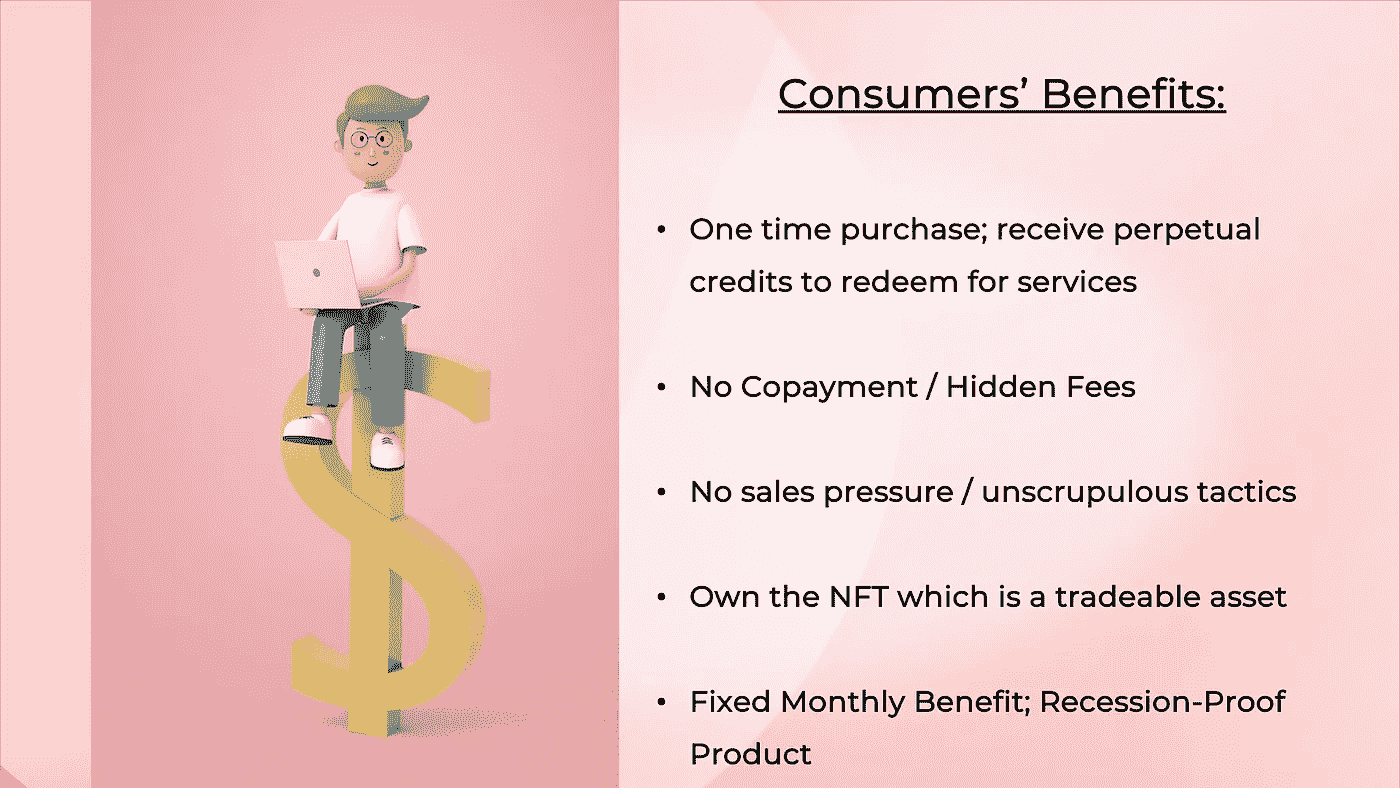 Consumers’ Benefits:
• One time purchase; receive perpetual
credits to redeem for services
• No Copayment / Hidden Fees
• No sales pressure / unscrupulous tactics
• Own the NFT which is a tradeable asset
• Fixed Monthly Benefit; Recession-Proof
Product